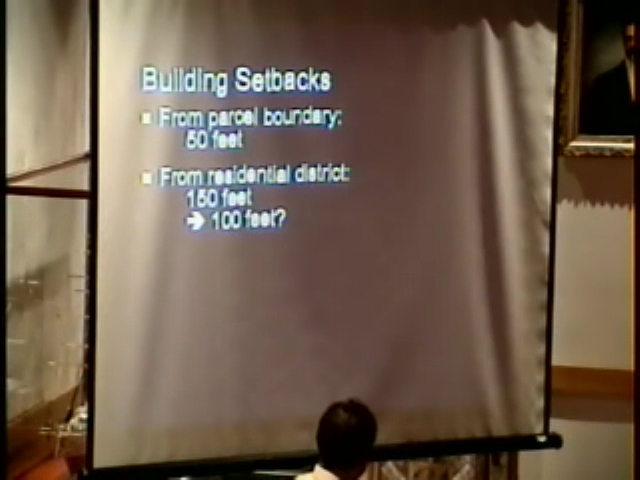 Building Setbacks
▪ From parcel boundary:
50 feet
▪ From residential district:
150 feet
➔ 100 feet?